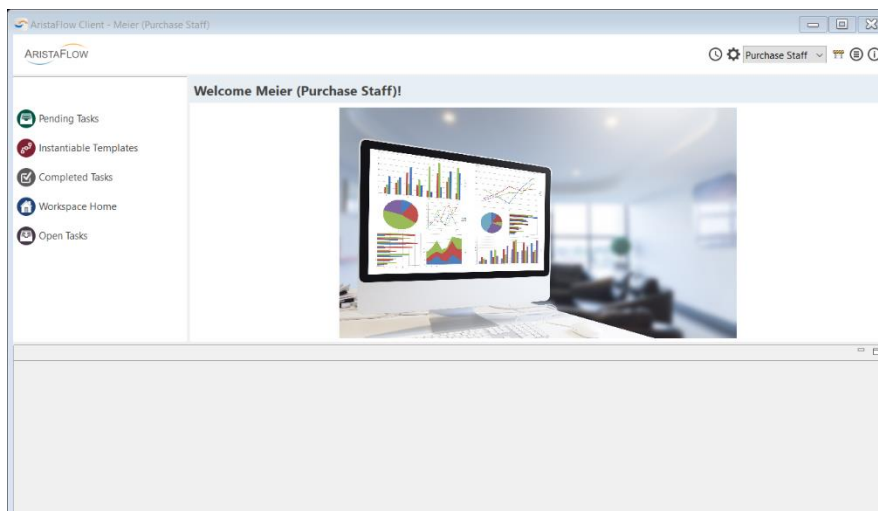 AristaFlow Client - Meier (Purchase Staff)
ARISTAFLOW
Purchase Staff
Welcome Meier (Purchase Staff)!
Pending Tasks
Instantiable Templates
Completed Tasks
Workspace Home
Open Tasks